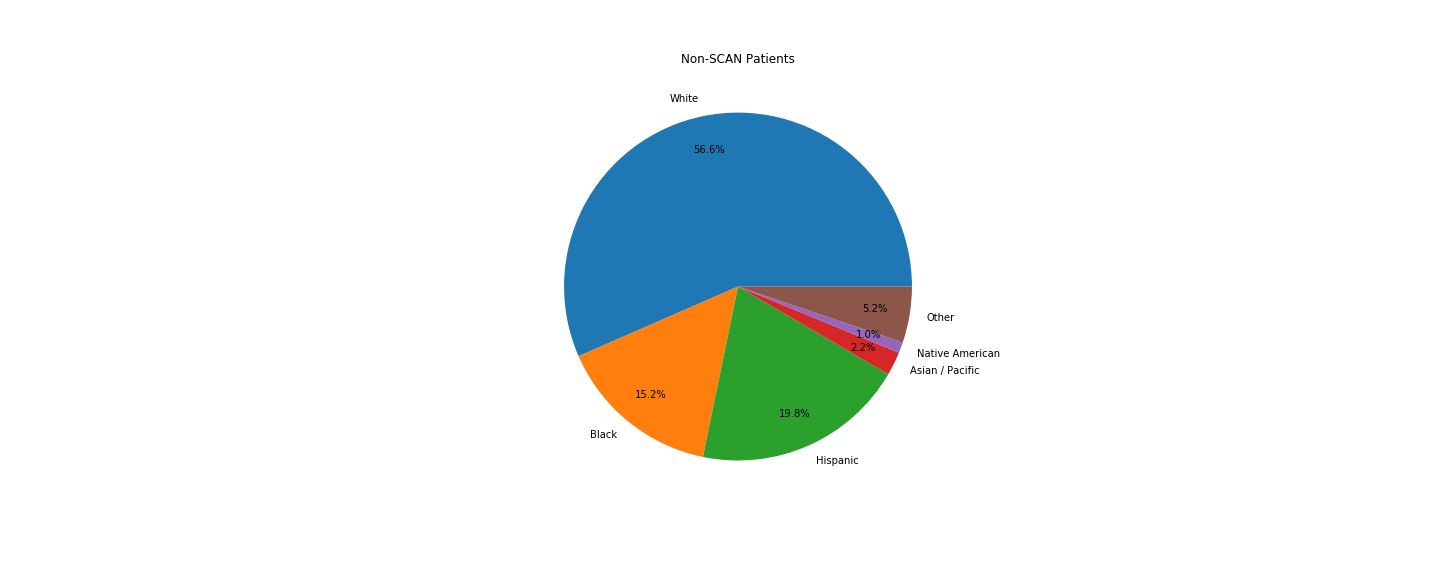 Non-SCAN Patients
White
56.6%
5.2%
Other
1.0%
2.2%
Native American
Asian / Pacific
15.2%
19.8%
Black
Hispanic